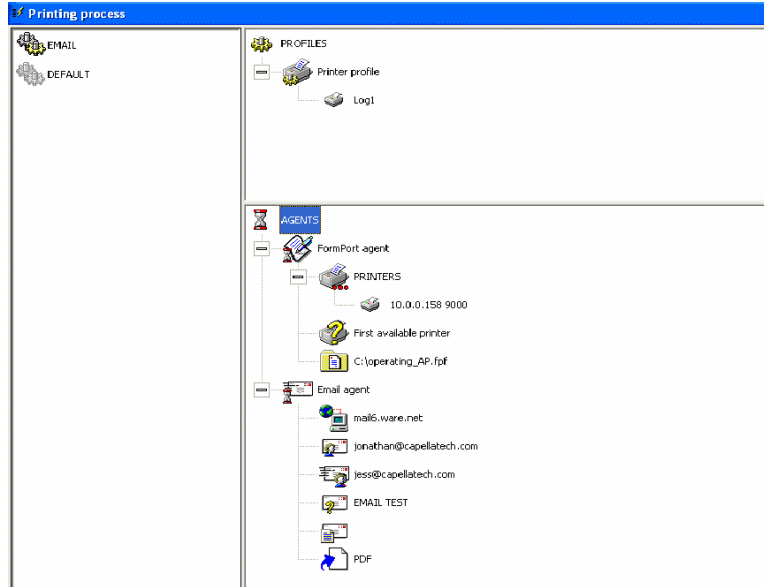 Printing process
EMAIL
DEFAULT
PROFILES
Printer profile
Log1
AGENTS
FormPort agent
PRINTERS
10.0.0.158 9000
First available printer
C:\operating_AP.fpf
Email agent
mail6.ware.net
jonathan@capellatech.com
jess@capellatech.com
EMAIL TEST
PDF